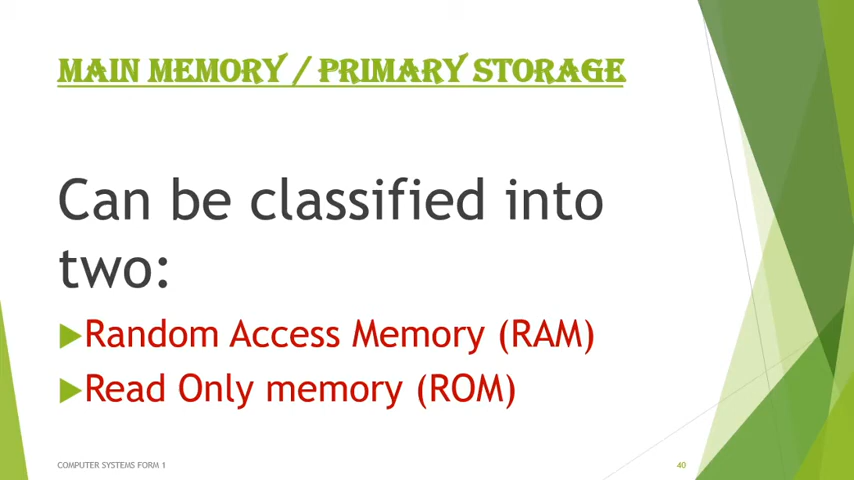 MAIN MEMORY / PRIMARY STORAGE
Can be classified into
two:
Random Access Memory (RAM)
Read Only memory (ROM)
COMPUTER SYSTEMS FORM 1
40